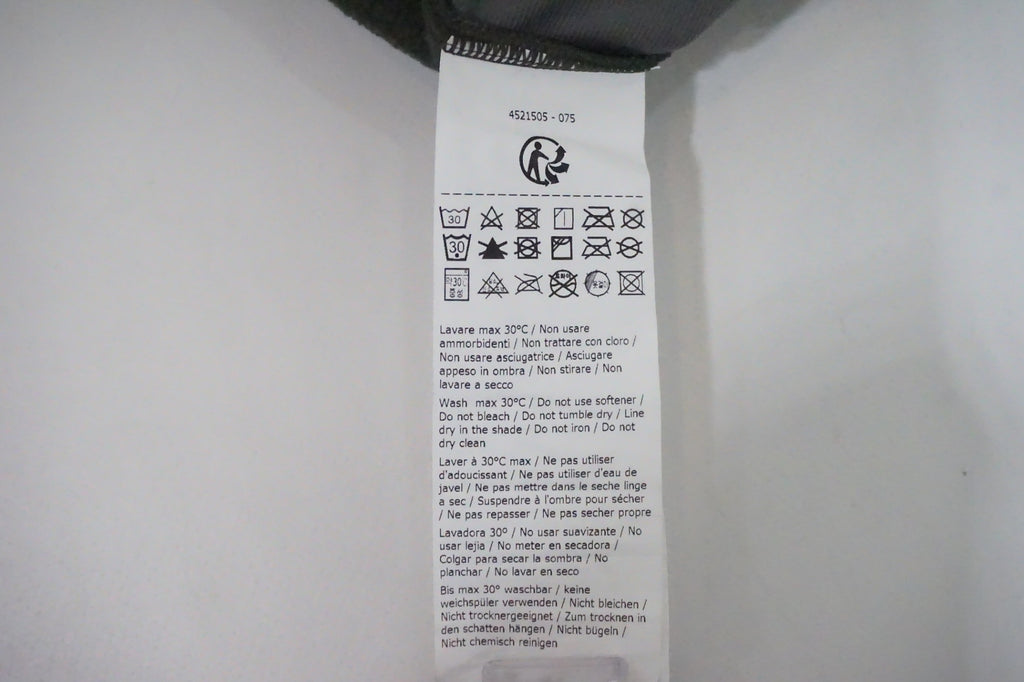 4521505 - 075
30
30
30℃
Lavare max 30°C / Non usare
ammorbidenti / Non trattare con cloro /
Non usare asciugatrice / Asciugare
appeso in ombra / Non stirare / Non
lavare a secco
Wash max 30°C / Do not use softener /
Do not bleach / Do not tumble dry / Line
dry in the shade / Do not iron / Do not
dry clean
Laver à 30°C max / Ne pas utiliser
d'adoucissant / Ne pas utiliser d'eau de
javel / Ne pas mettre dans le seche linge
a sec / Suspendre à l'ombre pour sécher
/ Ne pas repasser / Ne pas secher propre
Lavadora 30º / No usar suavizante / No
usar lejia / No meter en secadora /
Colgar para secar la sombra / No
planchar / No lavar en seco
Bis max 30° waschbar / keine
weichspüler verwenden / Nicht bleichen /
Nicht trocknergeeignet / Zum trocknen in
den schatten hängen / Nicht bügeln /
Nicht chemisch reinigen